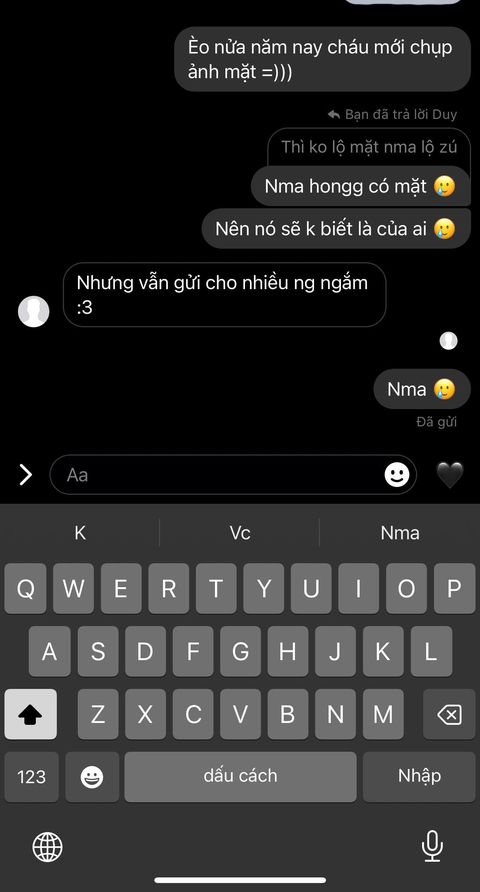 Èo nửa năm nay cháu mới chụp
ảnh mặt =)))
Bạn đã trả lời Duy
Thì ko lộ mặt nma lộ zú
Nma hongg có mặt 🥲
Nên nó sẽ k biết là của ai 🥲
Nhưng vẫn gửi cho nhiều ng ngắm
:3
Nma 🥲
Đã gửi
Aa
K Vc Nma
Q W E R T Y U I O P
A S D F G H J K L
Z X C V B N M
123 dấu cách Nhập